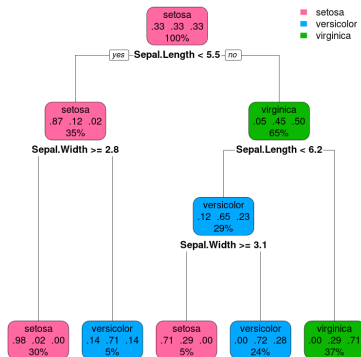 setosa
.33 .33 .33
100%
setosa
versicolor
virginica
yes
Sepal.Length < 5.5
no
setosa
.87 .12 .02
35%
virginica
.05 .45 .50
65%
Sepal.Width >= 2.8
Sepal.Length < 6.2
versicolor
.12 .65 .23
29%
Sepal.Width >= 3.1
setosa
.98 .02 .00
30%
versicolor
.14 .71 .14
5%
setosa
.71 .29 .00
5%
versicolor
.00 .72 .28
24%
virginica
.00 .29 .71
37%